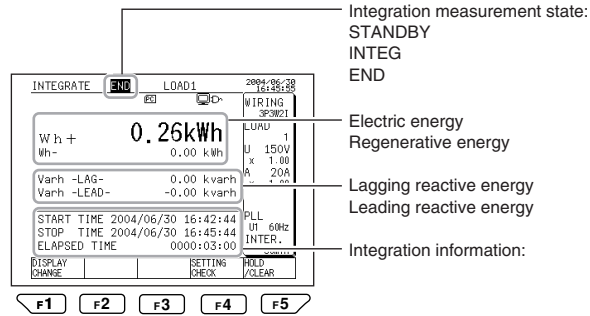 Integration measurement state:
STANDBY
INTEG
END
INTEGRATE END LOAD1 2004/06/30
16:45:55
PC
WIRING
3P3W2I
LOAD
1
U 150V
x 1.00
A 20A
x 1.00
Wh+ 0.26kWh
Wh- 0.00 kWh
Electric energy
Regenerative energy
Varh -LAG- 0.00 kvarh
Varh -LEAD- -0.00 kvarh
Lagging reactive energy
Leading reactive energy
START TIME 2004/06/30 16:42:44
STOP TIME 2004/06/30 16:45:44
ELAPSED TIME 0000:03:00
PLL
U1 60Hz
INTER.
Integration information:
DISPLAY CHANGE
SETTING CHECK
HOLD /CLEAR
F1 F2 F3 F4 F5